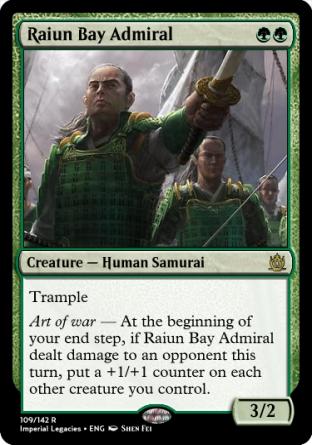 Raiun Bay Admiral
Creature — Human Samurai
Trample
Art of war — At the beginning of
your end step, if Raiun Bay Admiral
dealt damage to an opponent this
turn, put a +1/+1 counter on each
other creature you control.
3/2
109/142 R
Imperial Legacies • ENG Shen Fei